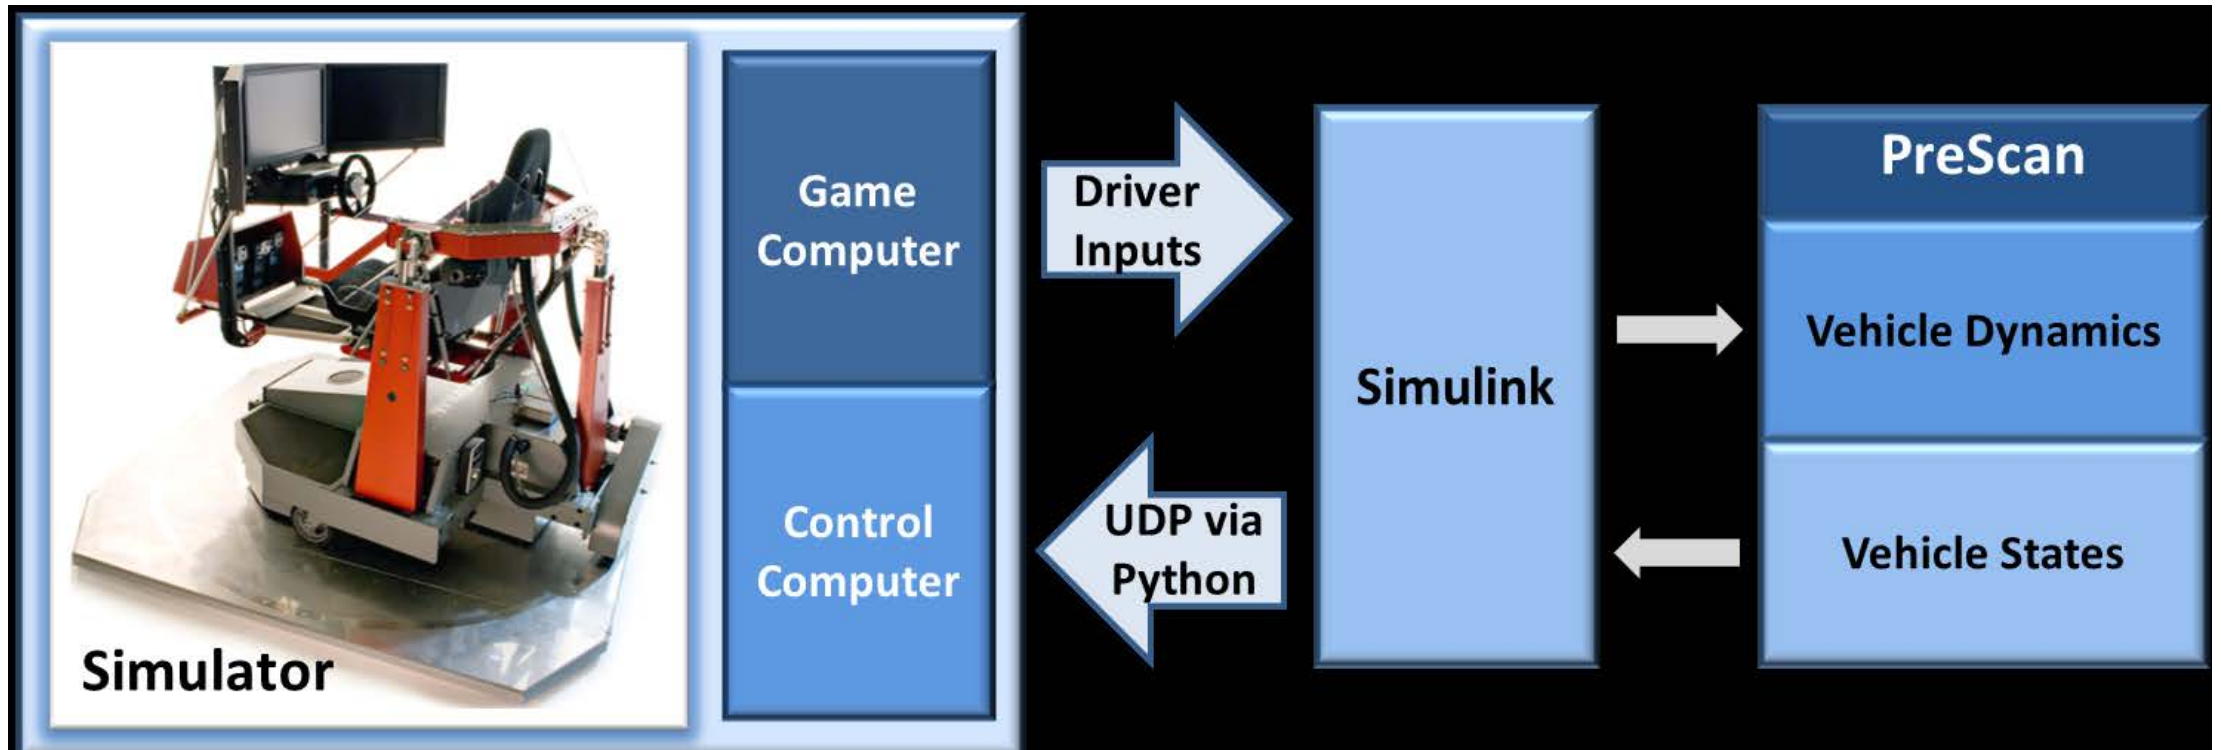 Simulator
Game
Computer
Control
Computer
Driver
Inputs
UDP via
Python
Simulink
PreScan
Vehicle Dynamics
Vehicle States